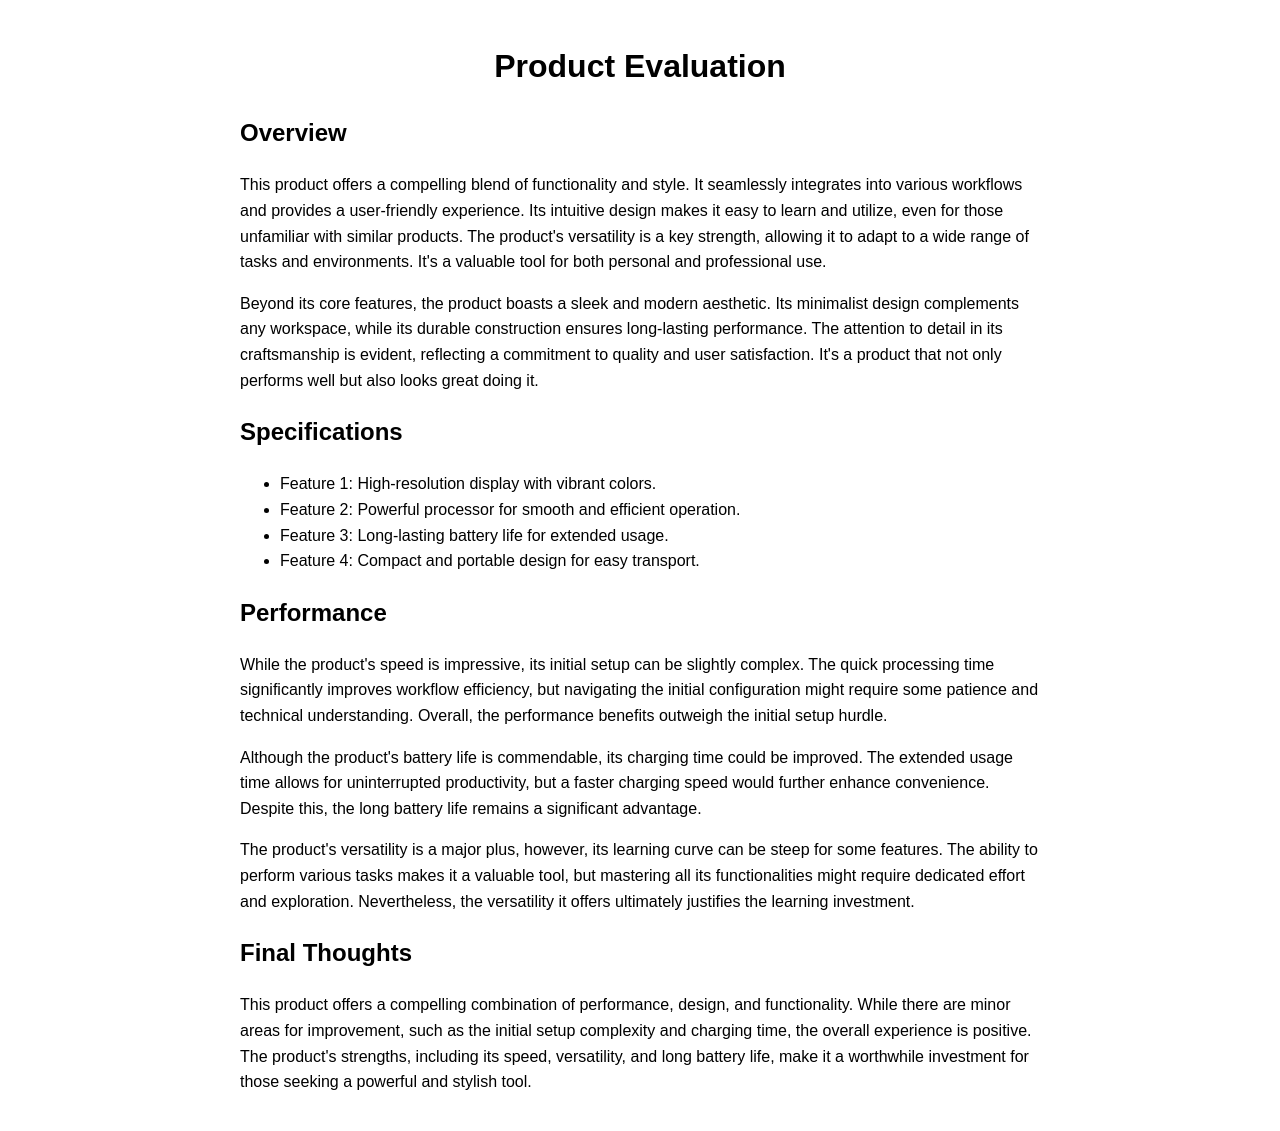 Product Evaluation
Overview
This product offers a compelling blend of functionality and style. It seamlessly integrates into various workflows
and provides a user-friendly experience. Its intuitive design makes it easy to learn and utilize, even for those
unfamiliar with similar products. The product's versatility is a key strength, allowing it to adapt to a wide range of
tasks and environments. It's a valuable tool for both personal and professional use.
Beyond its core features, the product boasts a sleek and modern aesthetic. Its minimalist design complements
any workspace, while its durable construction ensures long-lasting performance. The attention to detail in its
craftsmanship is evident, reflecting a commitment to quality and user satisfaction. It's a product that not only
performs well but also looks great doing it.
Specifications
• Feature 1: High-resolution display with vibrant colors.
• Feature 2: Powerful processor for smooth and efficient operation.
• Feature 3: Long-lasting battery life for extended usage.
• Feature 4: Compact and portable design for easy transport.
Performance
While the product's speed is impressive, its initial setup can be slightly complex. The quick processing time
significantly improves workflow efficiency, but navigating the initial configuration might require some patience and
technical understanding. Overall, the performance benefits outweigh the initial setup hurdle.
Although the product's battery life is commendable, its charging time could be improved. The extended usage
time allows for uninterrupted productivity, but a faster charging speed would further enhance convenience.
Despite this, the long battery life remains a significant advantage.
The product's versatility is a major plus, however, its learning curve can be steep for some features. The ability to
perform various tasks makes it a valuable tool, but mastering all its functionalities might require dedicated effort
and exploration. Nevertheless, the versatility it offers ultimately justifies the learning investment.
Final Thoughts
This product offers a compelling combination of performance, design, and functionality. While there are minor
areas for improvement, such as the initial setup complexity and charging time, the overall experience is positive.
The product's strengths, including its speed, versatility, and long battery life, make it a worthwhile investment for
those seeking a powerful and stylish tool.